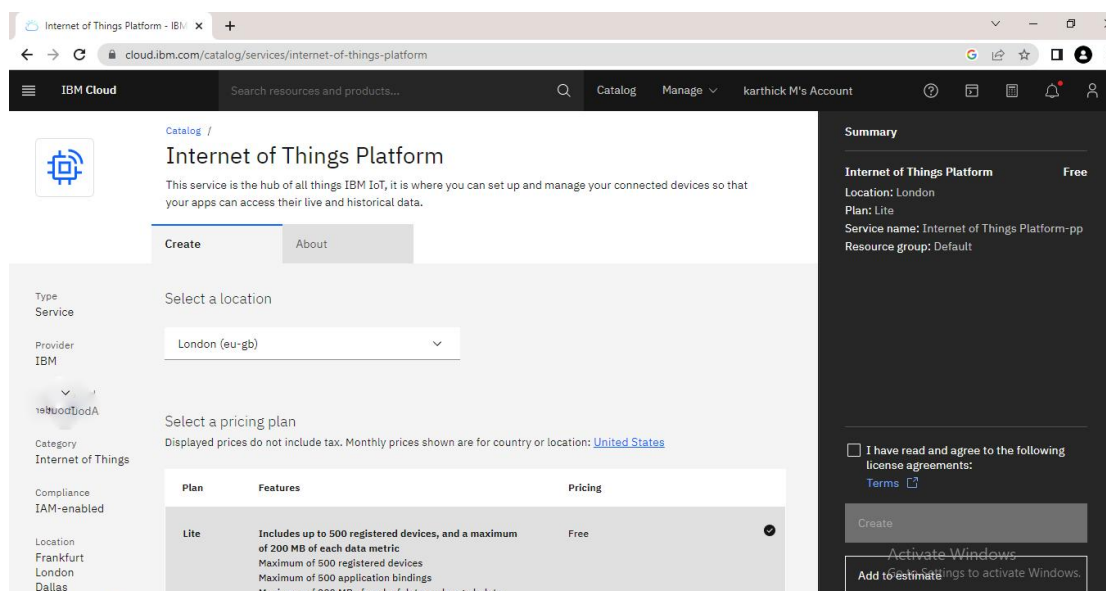 Internet of Things Platform - IBM
cloud.ibm.com/catalog/services/internet-of-things-platform
IBM Cloud
Search resources and products...
Catalog
Manage
karthick M's Account
Catalog /
Internet of Things Platform
This service is the hub of all things IBM IoT, it is where you can set up and manage your connected devices so that
your apps can access their live and historical data.
Create
About
Type
Service
Provider
IBM
Category
Internet of Things
Compliance
IAM-enabled
Location
Frankfurt
London
Dallas
Select a location
London (eu-gb)
Select a pricing plan
Displayed prices do not include tax. Monthly prices shown are for country or location: United States
Plan Features Pricing
Lite Includes up to 500 registered devices, and a maximum Free
of 200 MB of each data metric
Maximum of 500 registered devices
Maximum of 500 application bindings
Summary
Internet of Things Platform Free
Location: London
Plan: Lite
Service name: Internet of Things Platform-pp
Resource group: Default
I have read and agree to the following
license agreements:
Terms
Create
Activate Windows
Add to estimate
ings to activate Windows.